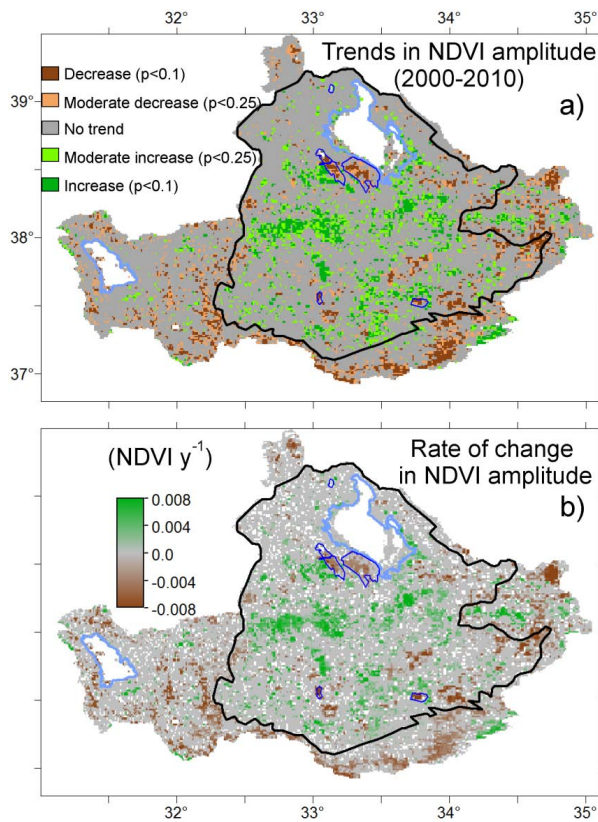 31° 32° 33° 34° 35°
Trends in NDVI amplitude
(2000-2010)
a)
Decrease (p<0.1)
Moderate decrease (p<0.25)
No trend
Moderate increase (p<0.25)
Increase (p<0.1)
39°
38°
37°
(NDVI y⁻¹)
Rate of change
in NDVI amplitude
b)
0.008
0.004
0.0
-0.004
-0.008
32° 33° 34° 35°